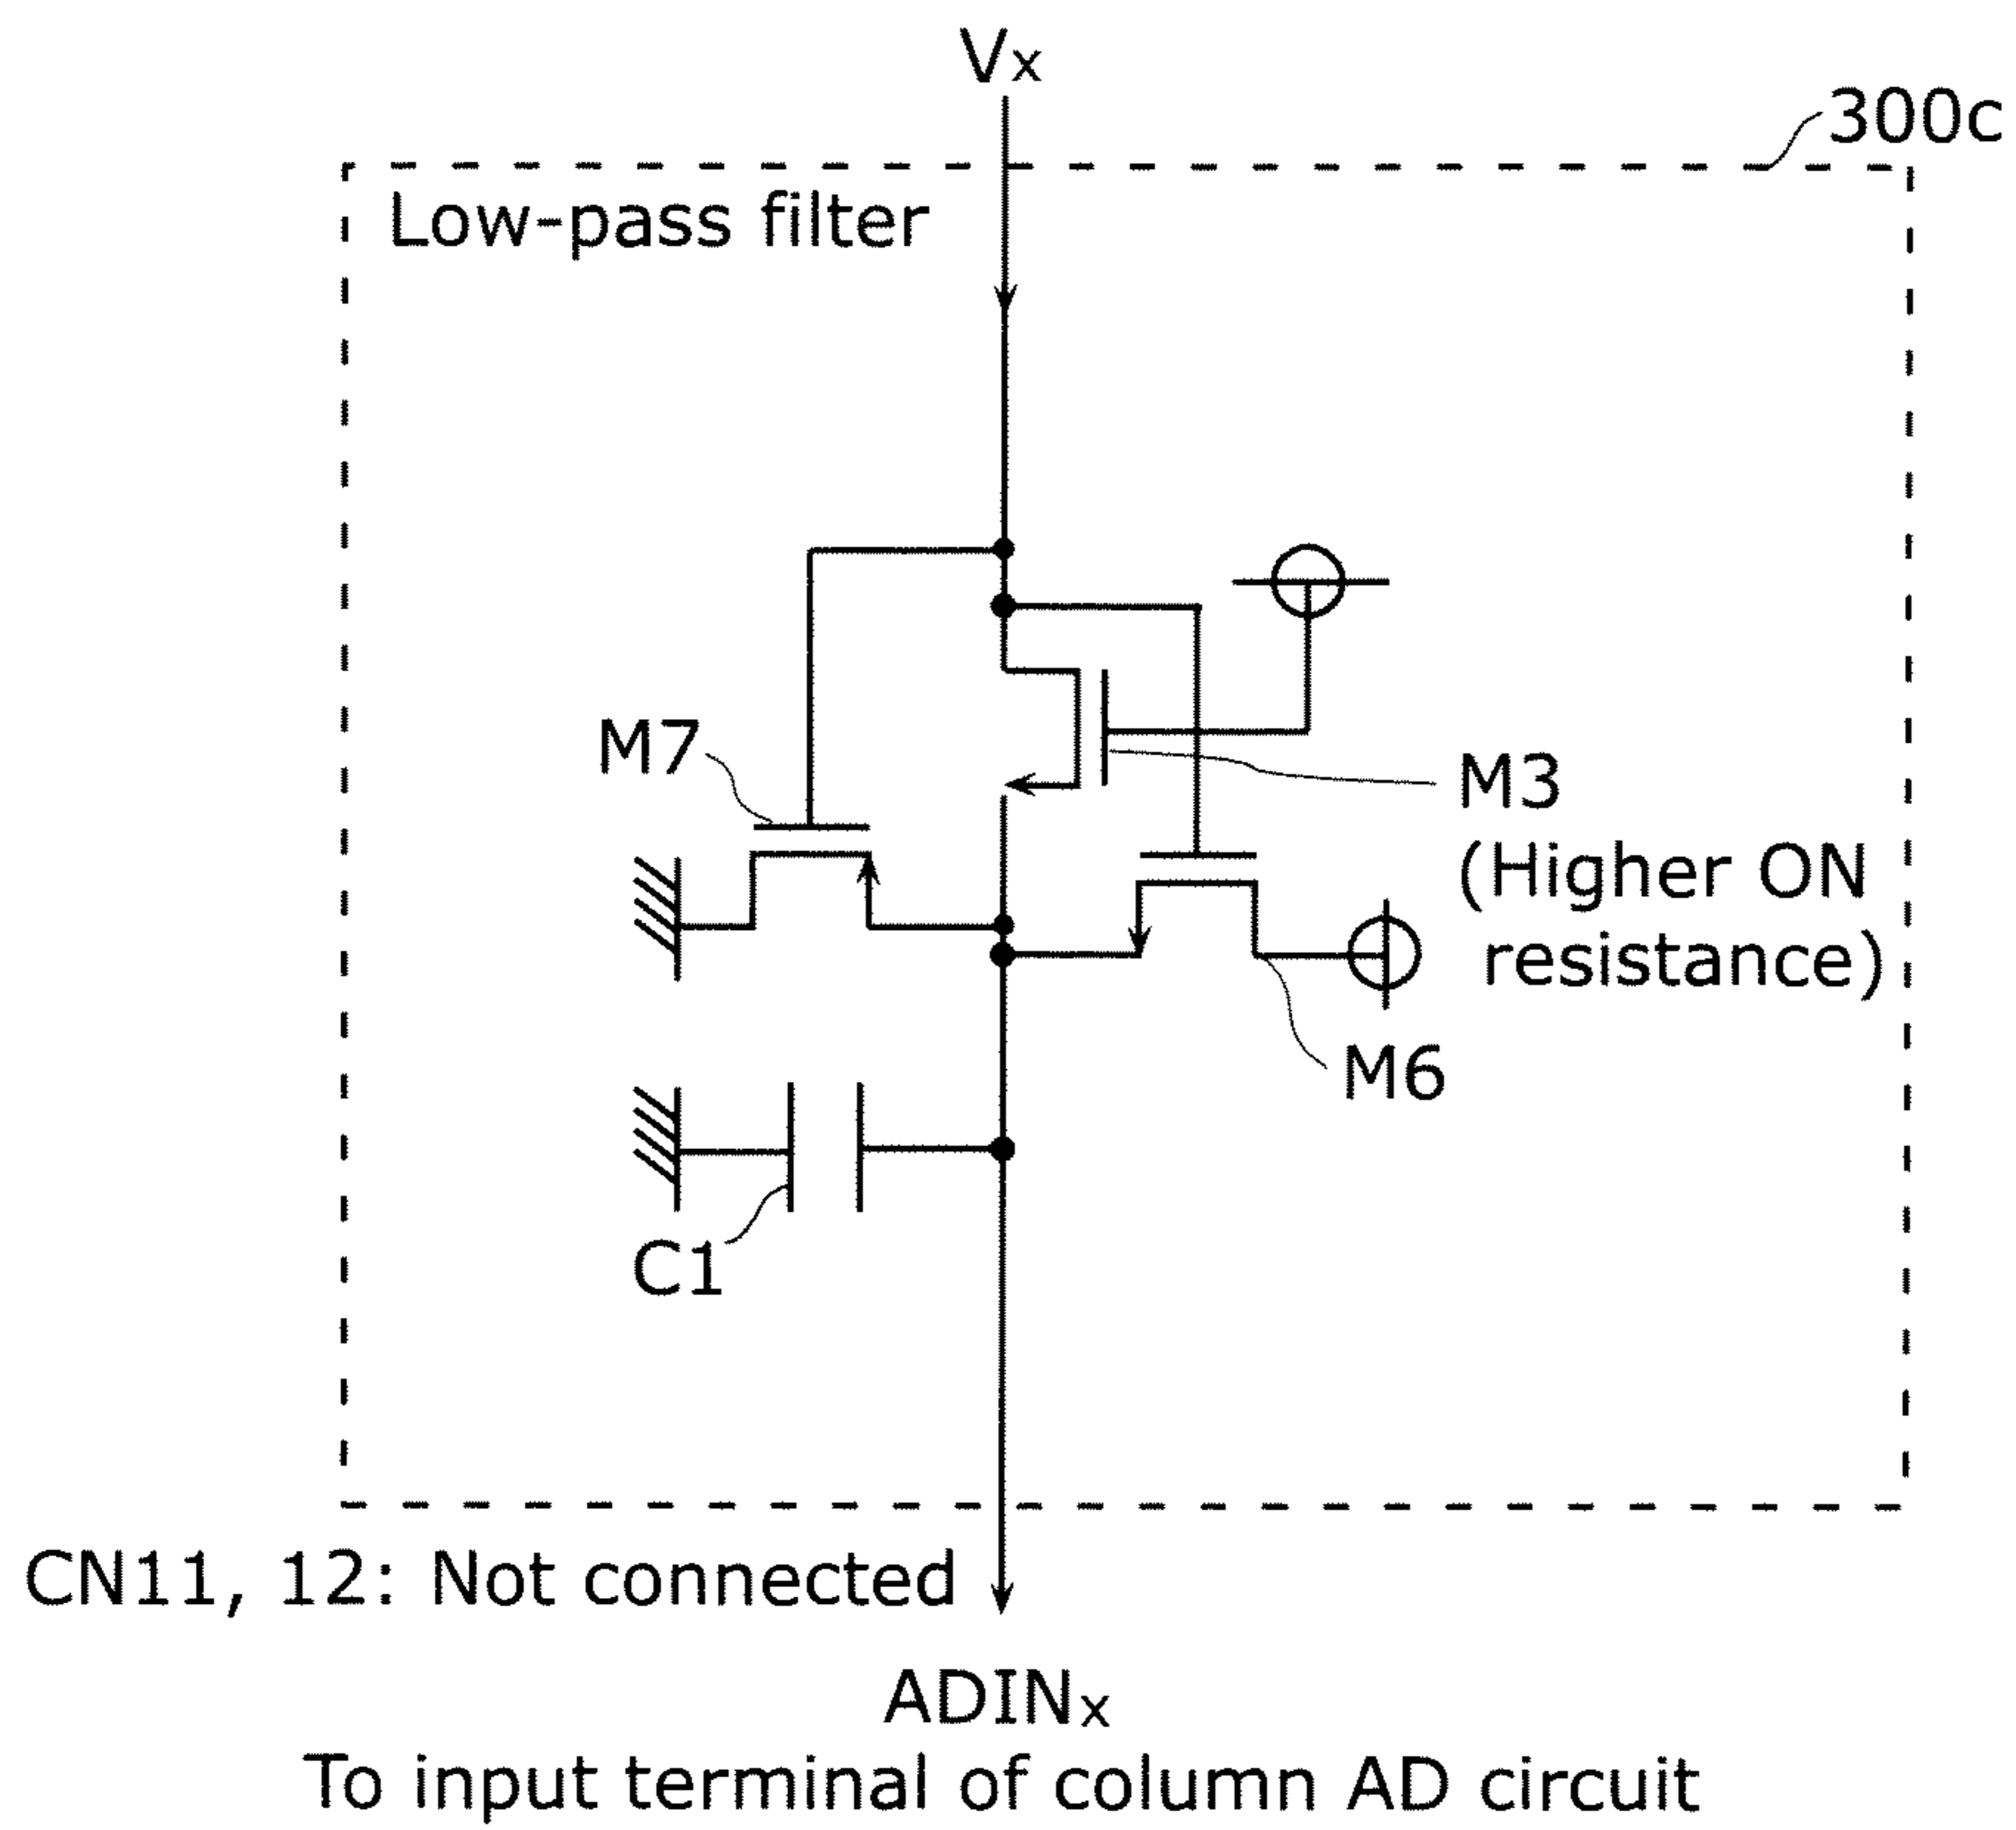 Vx
300c
Low-pass filter
M7
M3
(Higher ON
resistance)
M6
C1
CN11, 12: Not connected
ADINx
To input terminal of column AD circuit